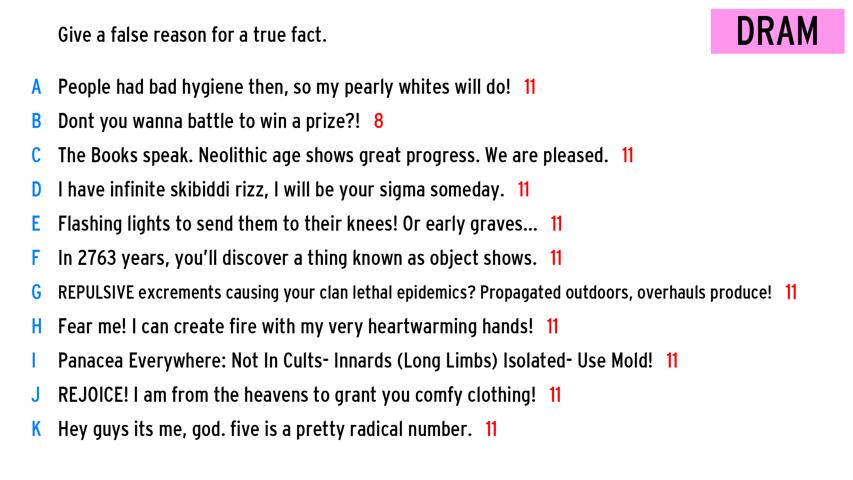 Give a false reason for a true fact.
DRAM
A People had bad hygiene then, so my pearly whites will do! 11
B Dont you wanna battle to win a prize?! 8
C The Books speak. Neolithic age shows great progress. We are pleased. 11
D I have infinite skibiddi rizz, I will be your sigma someday. 11
E Flashing lights to send them to their knees! Or early graves... 11
F In 2763 years, you'll discover a thing known as object shows. 11
G REPULSIVE excrements causing your clan lethal epidemics? Propagated outdoors, overhauls produce! 11
H Fear me! I can create fire with my very heartwarming hands! 11
I Panacea Everywhere: Not In Cults- Innards (Long Limbs) Isolated- Use Mold! 11
J REJOICE! I am from the heavens to grant you comfy clothing! 11
K Hey guys its me, god. five is a pretty radical number. 11